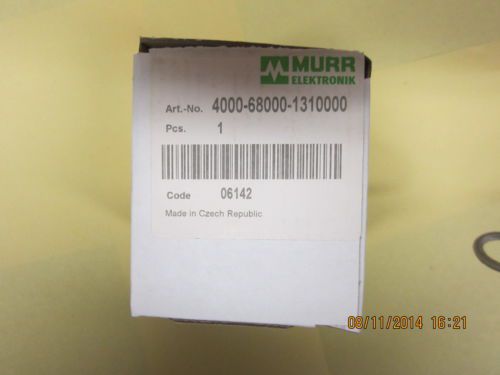 MURR
ELEKTRONIK
Art.-No. 4000-68000-1310000
Pcs. 1
Code 06142
Made in Czech Republic
08/11/2014 16:21